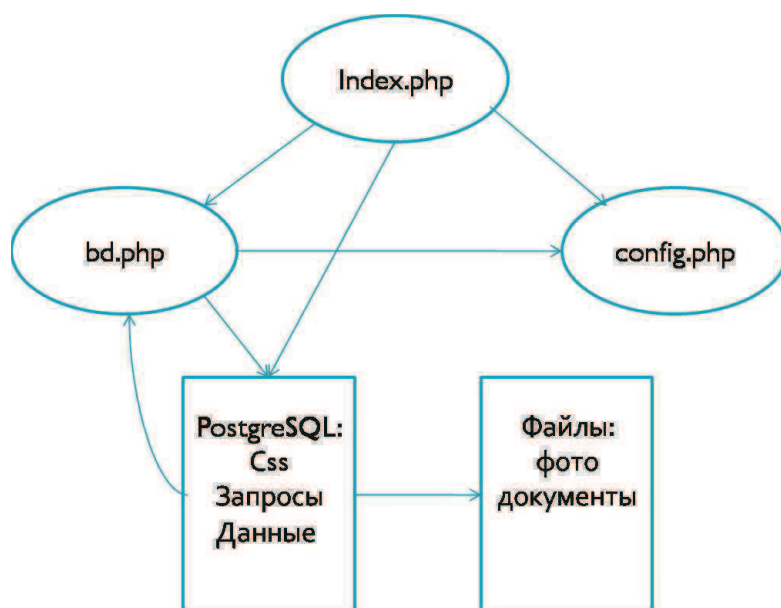 Index.php
bd.php
config.php
PostgreSQL:
Css
Запросы
Данные
Файлы:
фото
документы